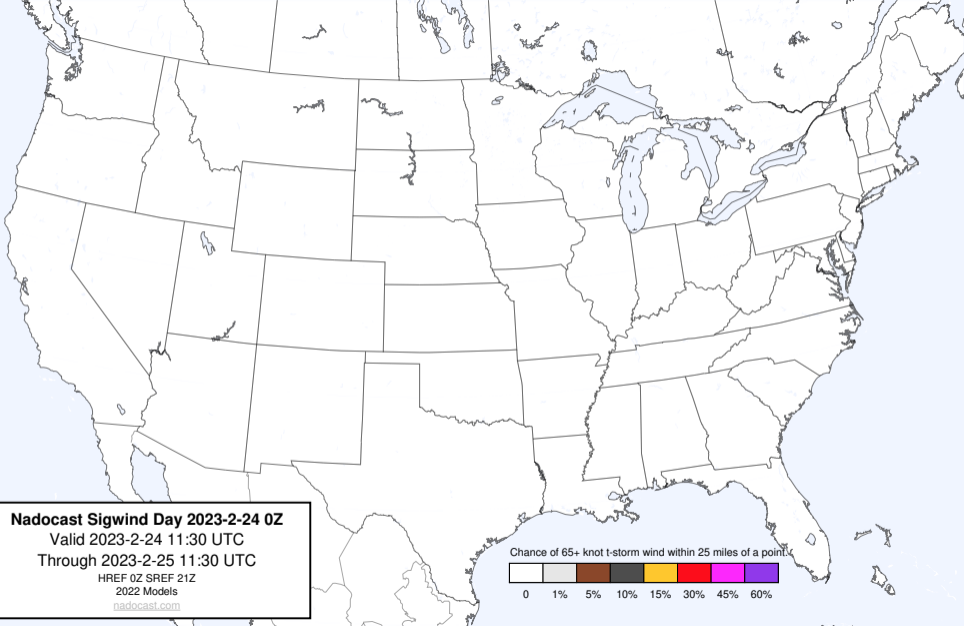 Nadocast Sigwind Day 2023-2-24 0Z
Valid 2023-2-24 11:30 UTC
Through 2023-2-25 11:30 UTC
HREF 0Z SREF 21Z
2022 Models
nadocast.com
Chance of 65+ knot t-storm wind within 25 miles of a point.
0 1% 5% 10% 15% 30% 45% 60%